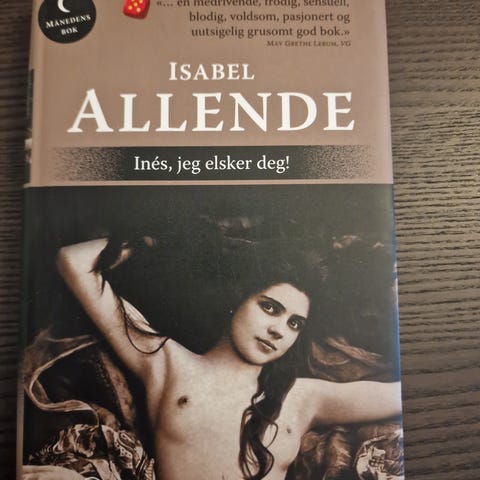 MÅNEDENS
BOK
«... en medrivende, frodig, sensuell,
blodig, voldsom, pasjonert og
uutsigelig grusomt god bok.»
MAY GRETHE LERUM, VG
ISABEL
ALLENDE
Inés, jeg elsker deg!